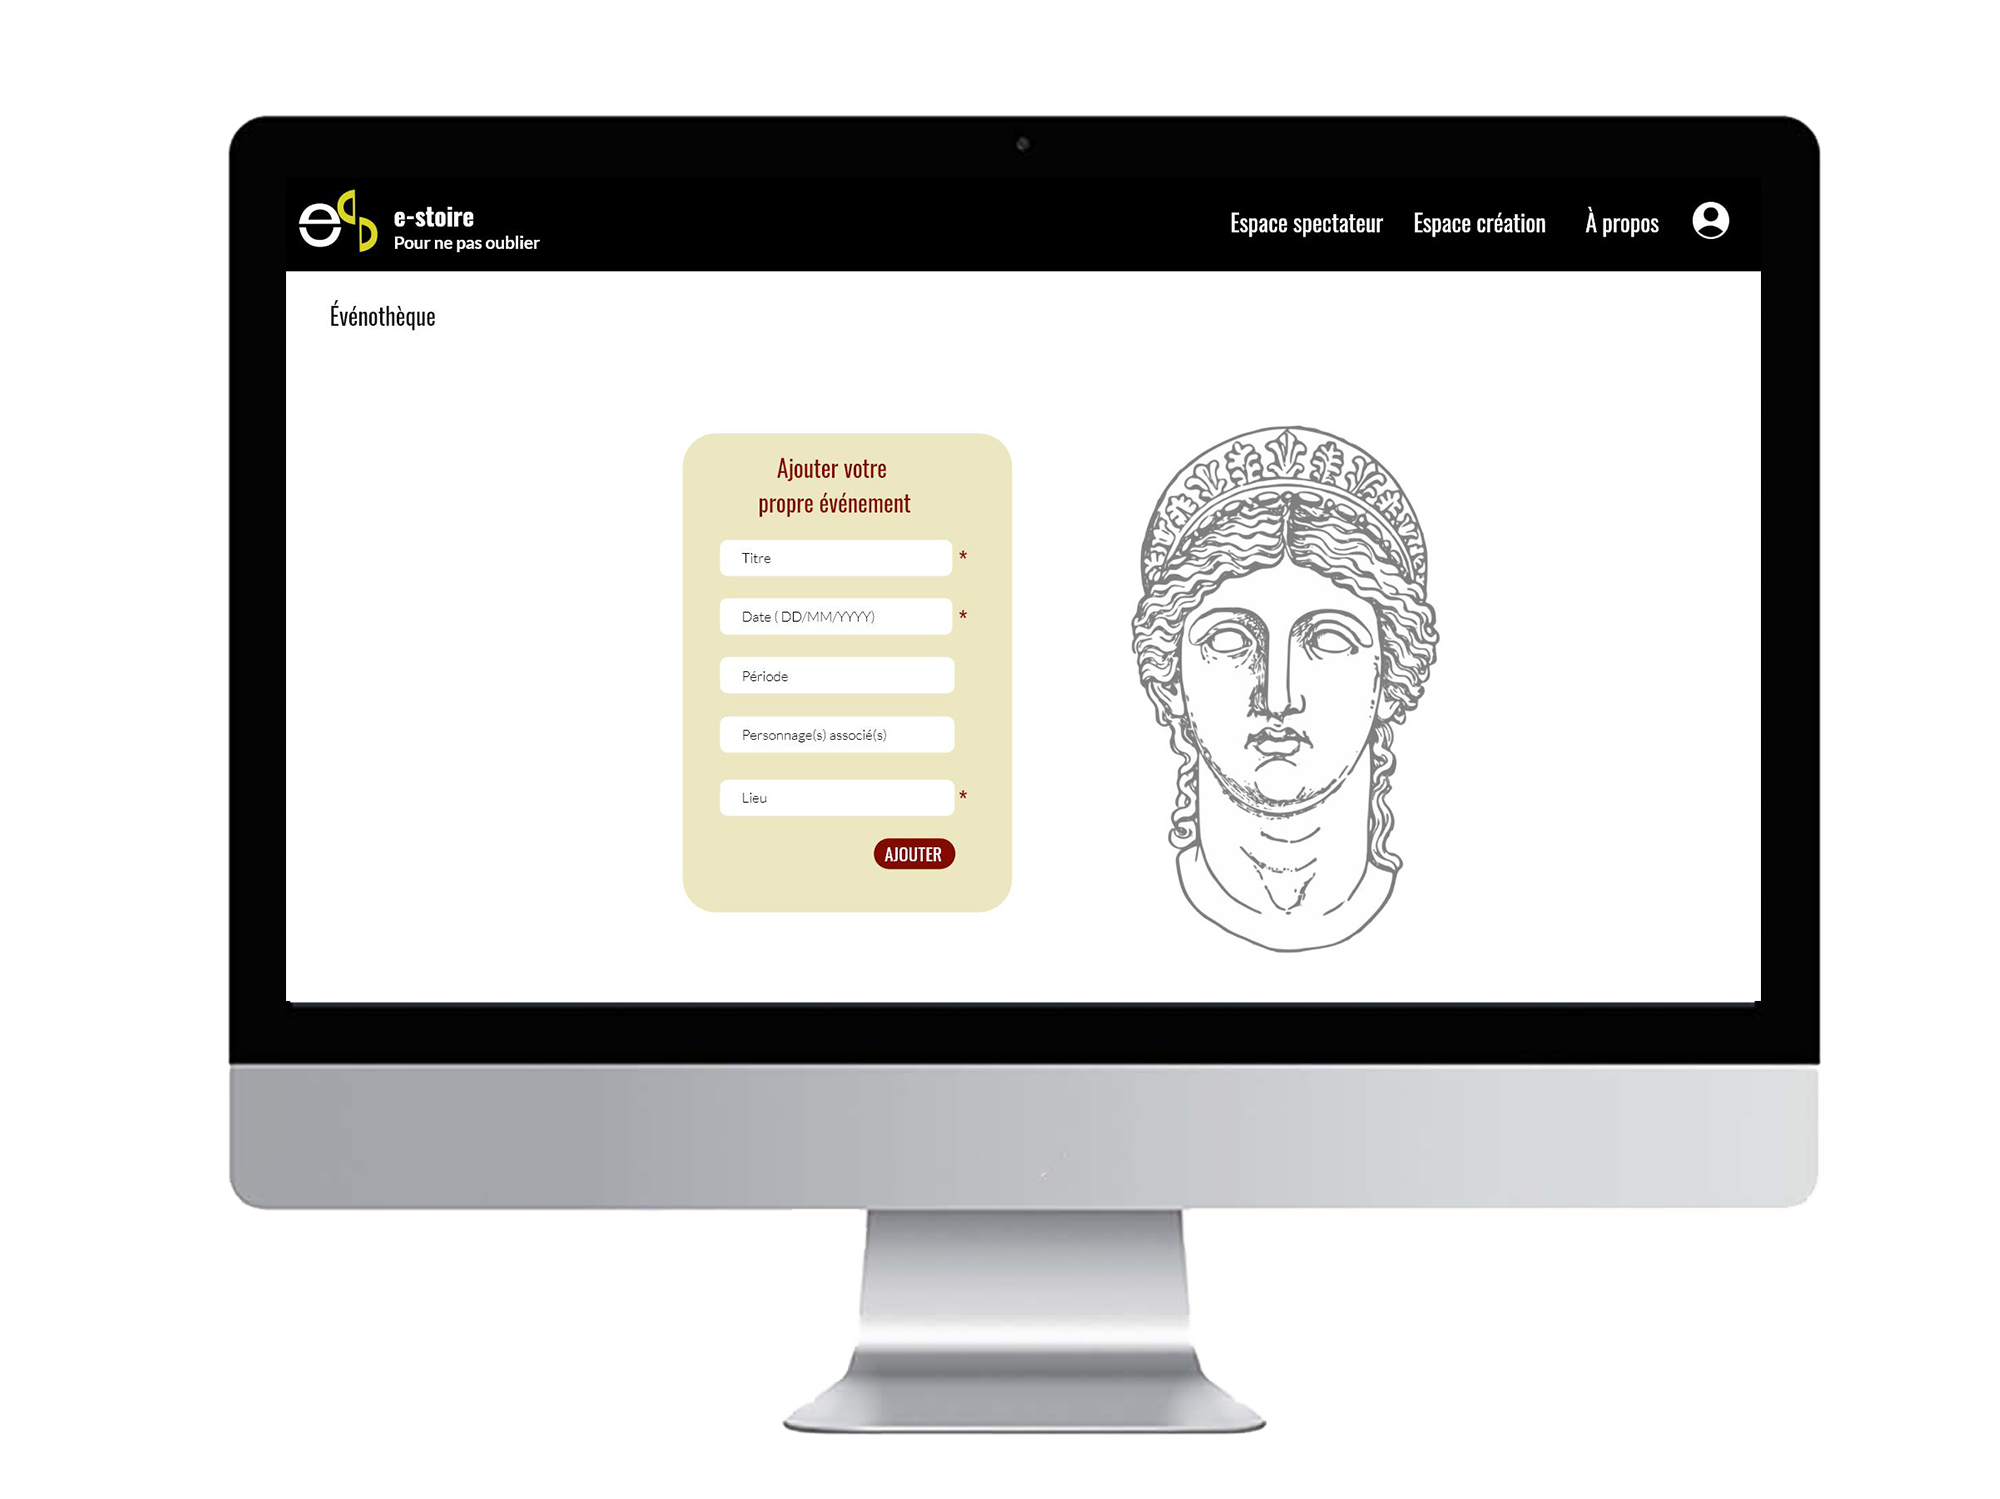 e-stoire
Pour ne pas oublier
Espace spectateur
Espace création
À propos
Événothèque
Ajouter votre
propre événement
Titre
*
Date ( DD/MM/YYYY)
*
Période
Personnage(s) associé(s)
Lieu
*
AJOUTER